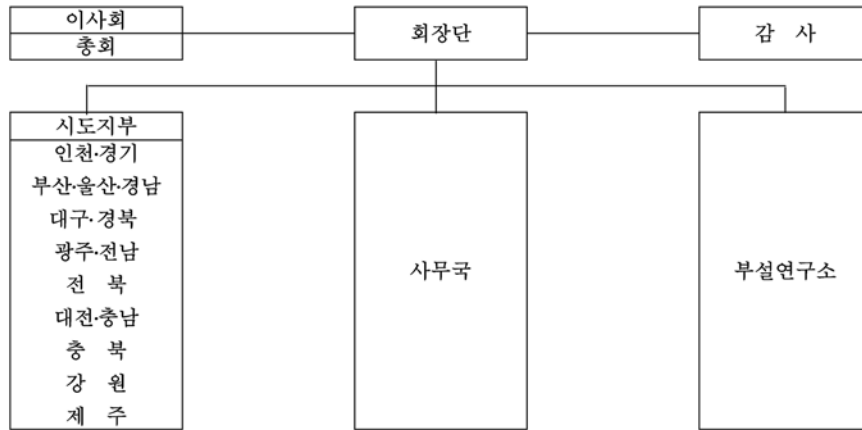 이사회
총회
회장단
감 사
시도지부
인천·경기
부산·울산·경남
대구·경북
광주·전남
전 북
대전·충남
충 북
강 원
제 주
사무국
부설연구소